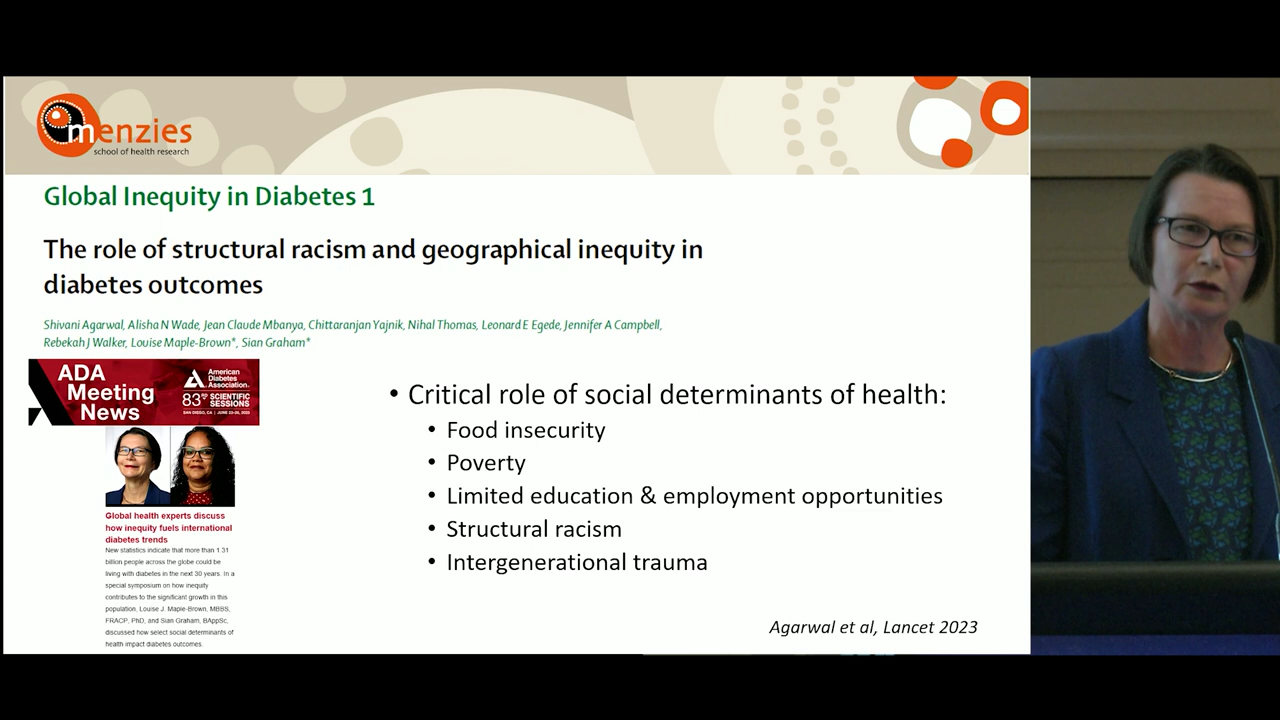 menzies
school of health research
Global Inequity in Diabetes 1
The role of structural racism and geographical inequity in
diabetes outcomes
Shivani Agarwal, Alisha N Wade, Jean Claude Mbanya, Chittaranjan Yajnik, Nihal Thomas, Leonard E Egede, Jennifer A Campbell,
Rebekah J Walker, Louise Maple-Brown*, Sian Graham*
ADA
Meeting
News
American
Diabetes
Association.
83RD SCIENTIFIC
SESSIONS
SAN DIEGO, CA | JUNE 23-26, 2023
Global health experts discuss
how inequity fuels international
diabetes trends
New statistics indicate that more than 1.31
billion people across the globe could be
living with diabetes in the next 30 years. In a
special symposium on how inequity
contributes to the significant growth in this
population, Louise J. Maple-Brown, MBBS,
FRACP, PhD, and Sian Graham, BAppSc,
discussed how select social determinants of
health impact diabetes outcomes.
• Critical role of social determinants of health:
• Food insecurity
• Poverty
• Limited education & employment opportunities
• Structural racism
• Intergenerational trauma
Agarwal et al, Lancet 2023